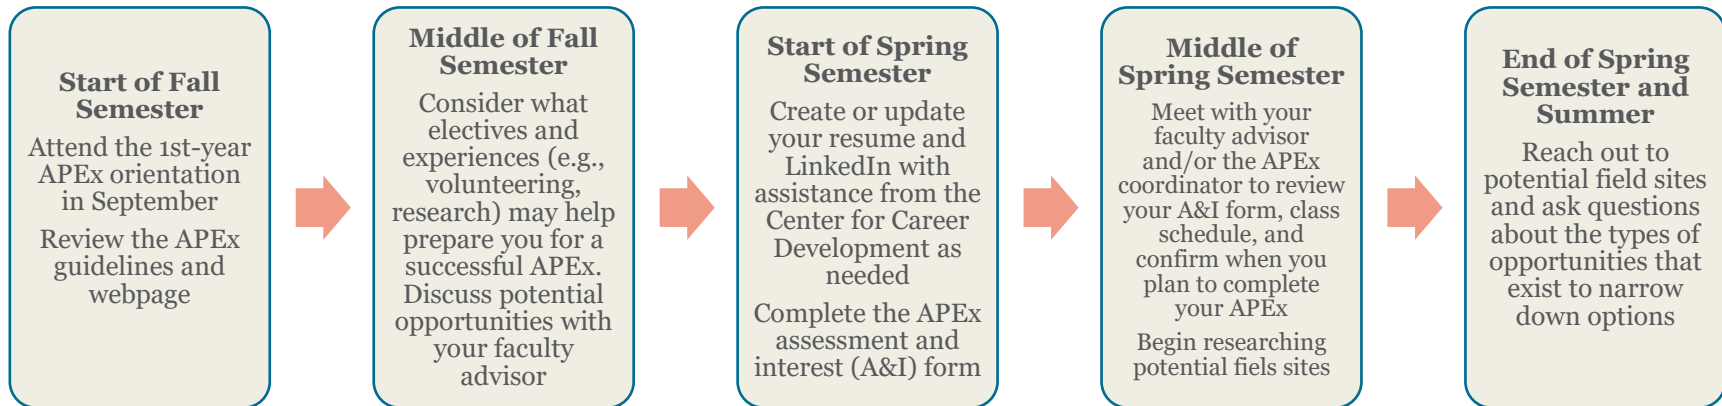 Start of Fall
Semester
Attend the 1st-year
APEx orientation
in September
Review the APEx
guidelines and
webpage
Middle of Fall
Semester
Consider what
electives and
experiences (e.g.,
volunteering,
research) may help
prepare you for a
successful APEx.
Discuss potential
opportunities with
your faculty
advisor
Start of Spring
Semester
Create or update
your resume and
LinkedIn with
assistance from the
Center for Career
Development as
needed
Complete the APEx
assessment and
interest (A&I) form
Middle of
Spring Semester
Meet with your
faculty advisor
and/or the APEx
coordinator to review
your A&I form, class
schedule, and
confirm when you
plan to complete
your APEx
Begin researching
potential fiels sites
End of Spring
Semester and
Summer
Reach out to
potential field sites
and ask questions
about the types of
opportunities that
exist to narrow
down options